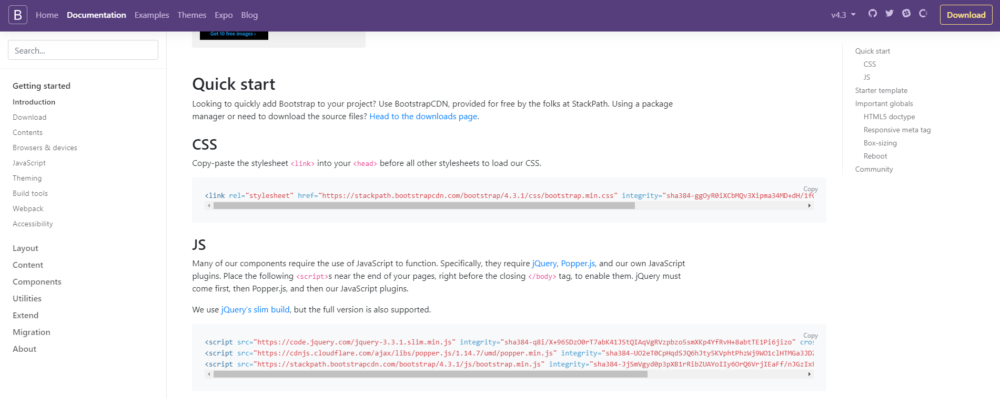 B Home Documentation Examples Themes Expo Blog v4.3 Download
Search...
Getting started
Introduction
Download
Contents
Browsers & devices
JavaScript
Theming
Build tools
Webpack
Accessibility
Layout
Content
Components
Utilities
Extend
Migration
About
Get 10 free images ›
Quick start
Looking to quickly add Bootstrap to your project? Use BootstrapCDN, provided for free by the folks at StackPath. Using a package
manager or need to download the source files? Head to the downloads page.
CSS
Copy-paste the stylesheet <link> into your <head> before all other stylesheets to load our CSS.
Copy
<link rel="stylesheet" href="https://stackpath.bootstrapcdn.com/bootstrap/4.3.1/css/bootstrap.min.css" integrity="sha384-ggOyR0iXCbMQv3Xipma34MD+dH/1f
JS
Many of our components require the use of JavaScript to function. Specifically, they require jQuery, Popper.js, and our own JavaScript
plugins. Place the following <script>s near the end of your pages, right before the closing </body> tag, to enable them. jQuery must
come first, then Popper.js, and then our JavaScript plugins.
We use jQuery's slim build, but the full version is also supported.
Copy
<script src="https://code.jquery.com/jquery-3.3.1.slim.min.js" integrity="sha384-q8i/X+965DzO0rT7abK41JStQIAqVgRVzpbzo5smXKp4YfRvH+8abtTE1Pi6jizo" cros
<script src="https://cdnjs.cloudflare.com/ajax/libs/popper.js/1.14.7/umd/popper.min.js" integrity="sha384-UO2eT0CpHqdSJQ6hJty5KVphtPhzWj9WO1clHTMGa3JDZ
<script src="https://stackpath.bootstrapcdn.com/bootstrap/4.3.1/js/bootstrap.min.js" integrity="sha384-JjSmVgyd0p3pXB1rRibZUAYoIIy6OrQ6VrjIEaFf/nJGzIx
Quick start
CSS
JS
Starter template
Important globals
HTML5 doctype
Responsive meta tag
Box-sizing
Reboot
Community